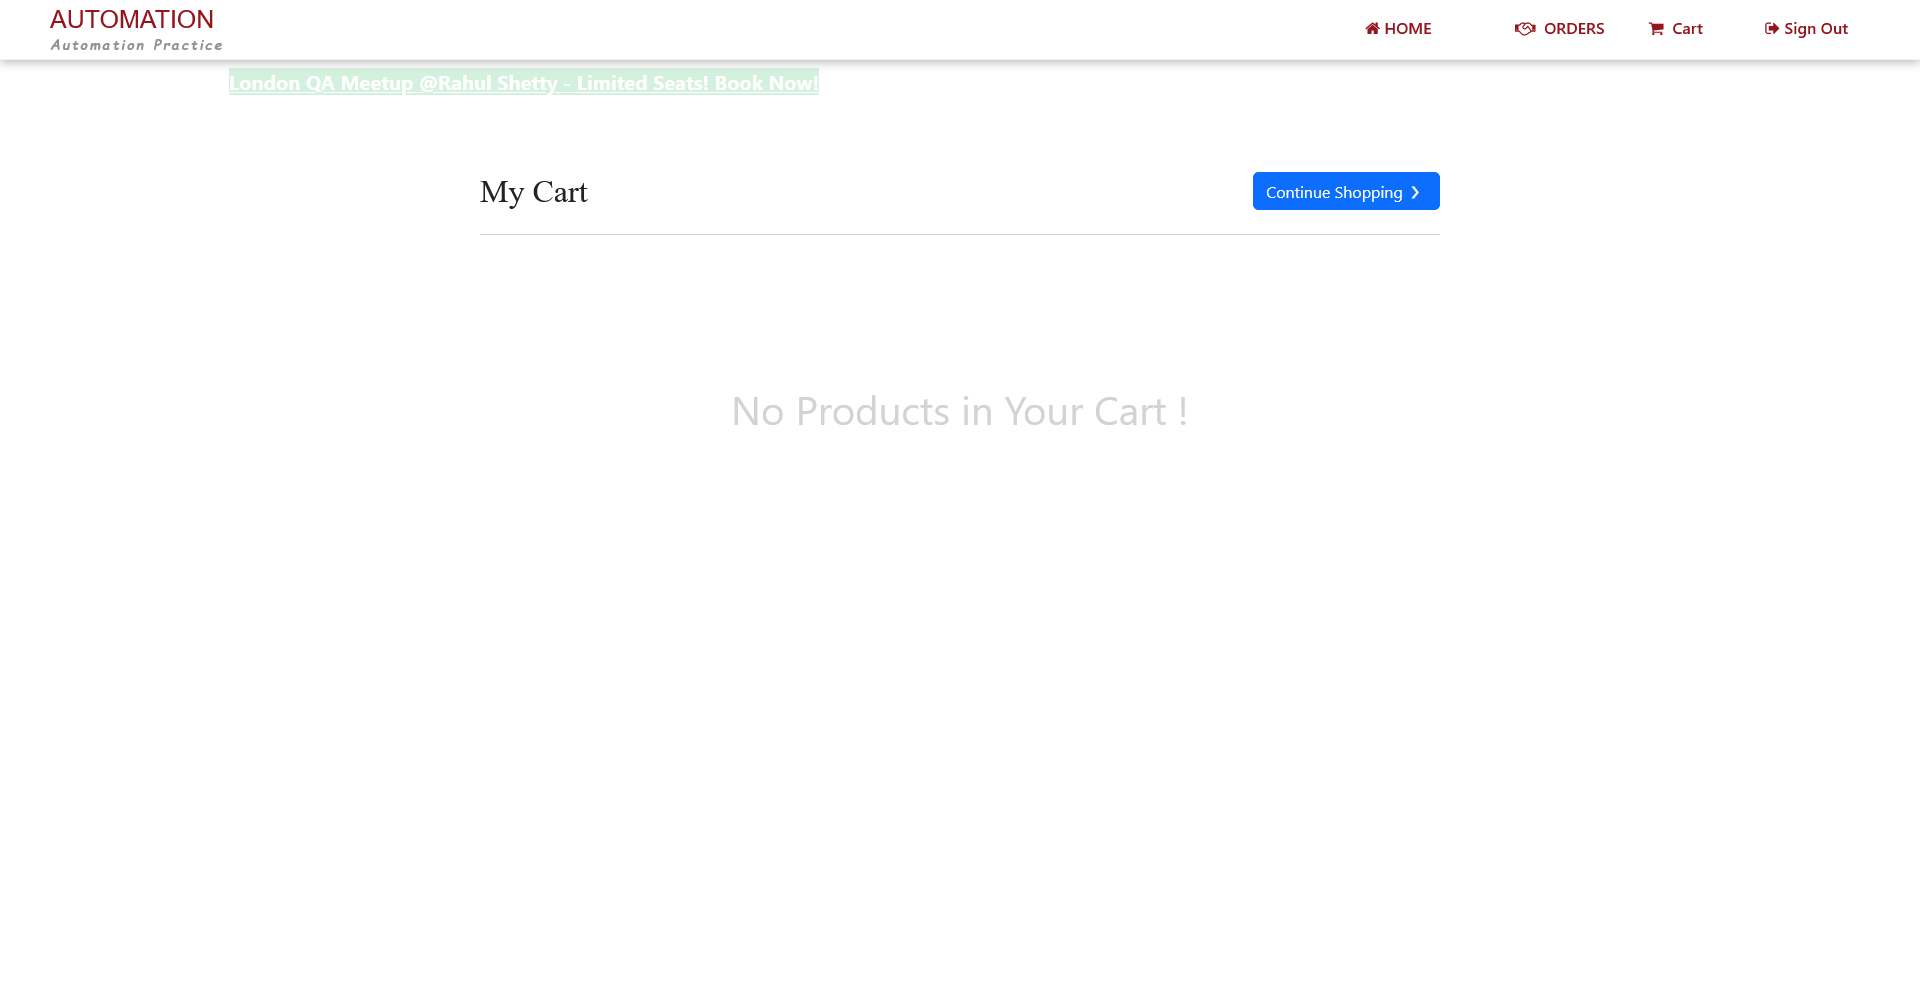 AUTOMATION
Automation Practice
HOME
ORDERS
Cart
Sign Out
London QA Meetup @Rahul Shetty - Limited Seats! Book Now!
My Cart
Continue Shopping ❯
No Products in Your Cart !